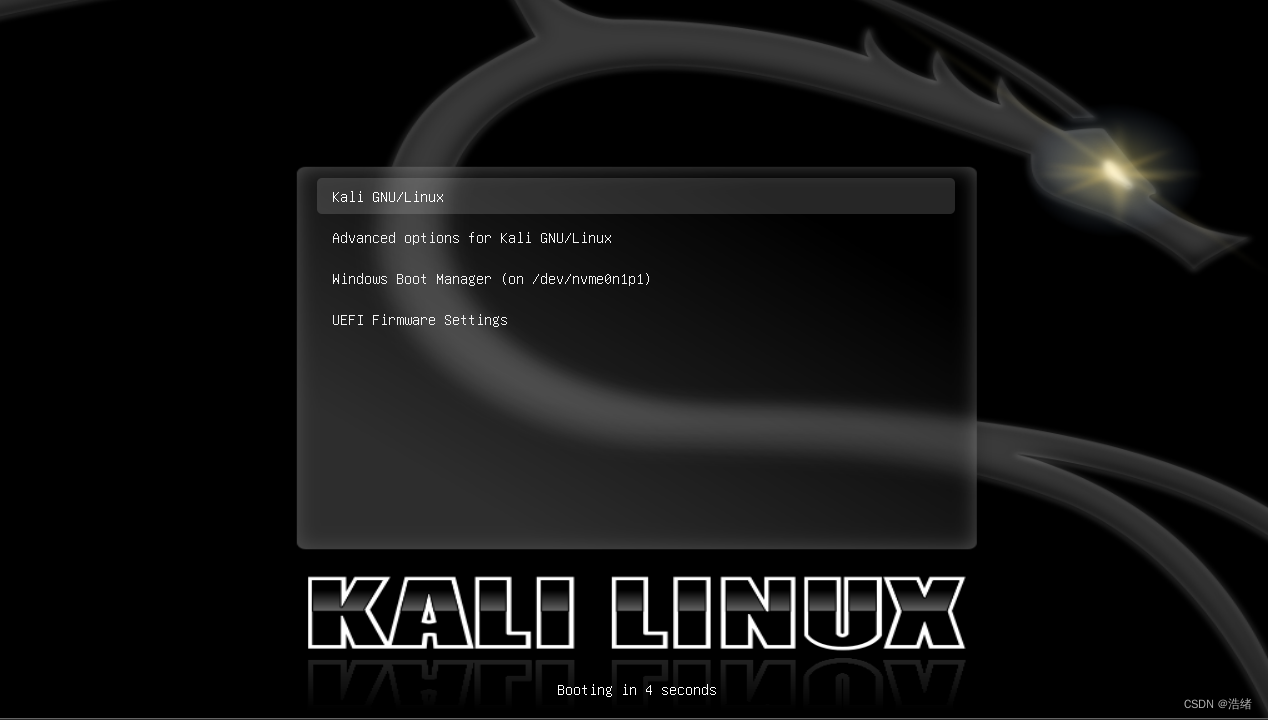 Kali GNU/Linux
Advanced options for Kali GNU/Linux
Windows Boot Manager (on /dev/nvme0n1p1)
UEFI Firmware Settings
KALI LINUX
Booting in 4 seconds
CSDN @浩绪